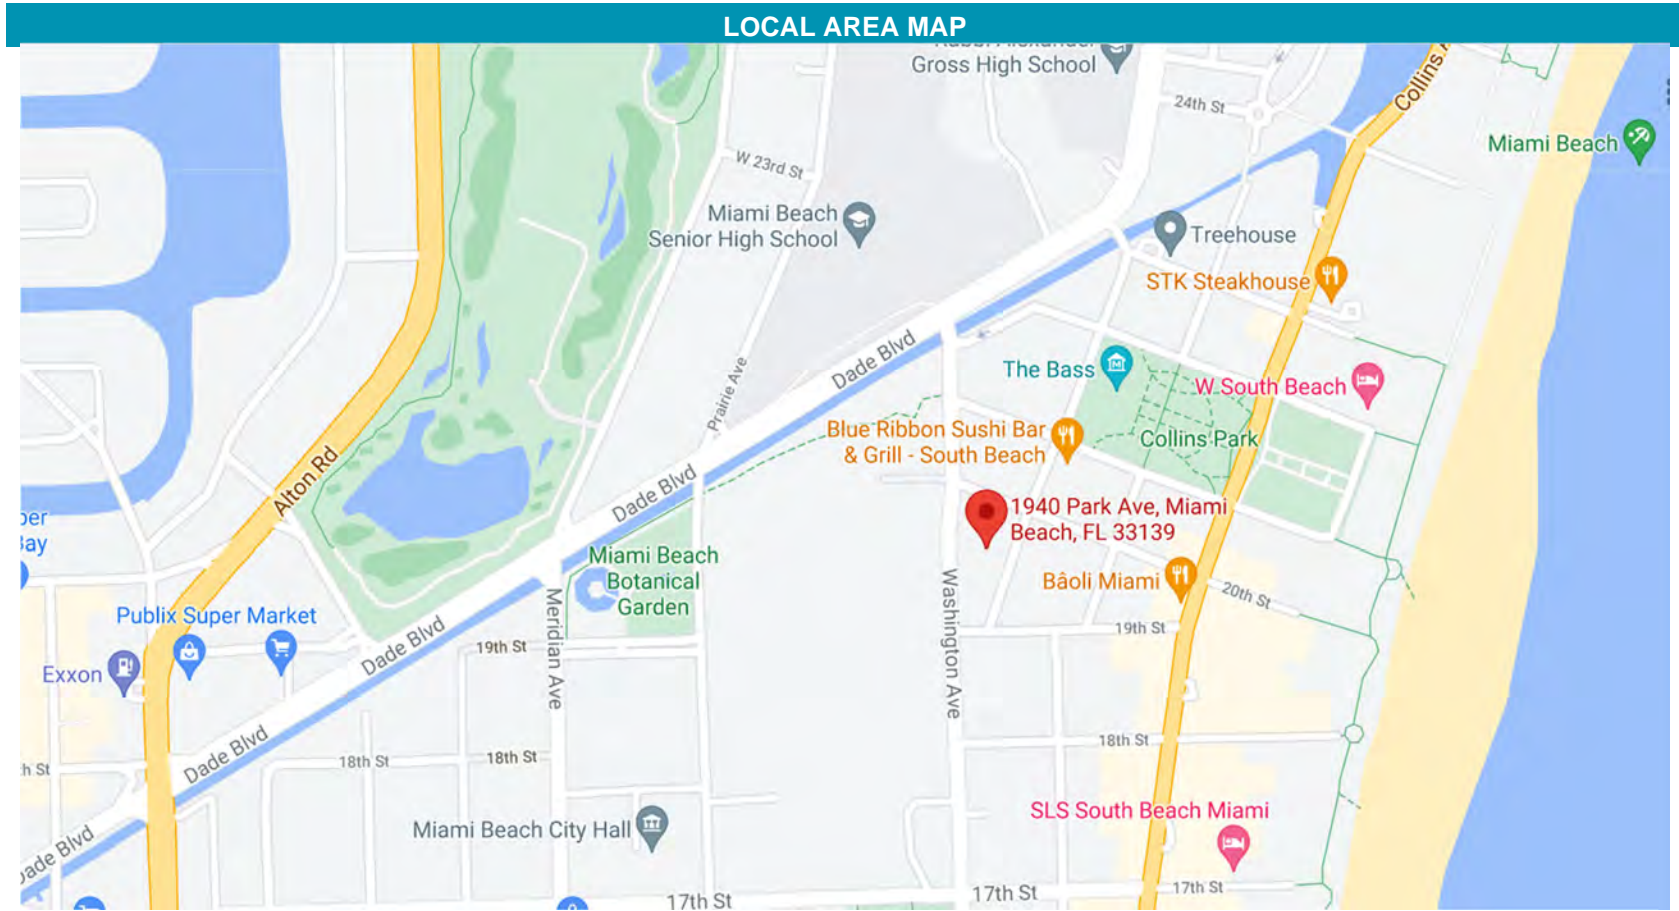 LOCAL AREA MAP
Gross High School
24th St
Collins
Miami Beach
W 23rd St
Miami Beach
Senior High School
Treehouse
STK Steakhouse
Dade Blvd
The Bass
W South Beach
Prairie Ave
Blue Ribbon Sushi Bar
& Grill - South Beach
Collins Park
Alton Rd
Dade Blvd
1940 Park Ave, Miami
Beach, FL 33139
Miami Beach
Botanical
Garden
Bâoli Miami
20th St
Washington Ave
Meridian Ave
Publix Super Market
19th St
Dade Blvd
19th St
Exxon
Dade Blvd
18th St
18th St
18th St
St
Miami Beach City Hall
SLS South Beach Miami
Dade Blvd
17th St
17th St
17th St